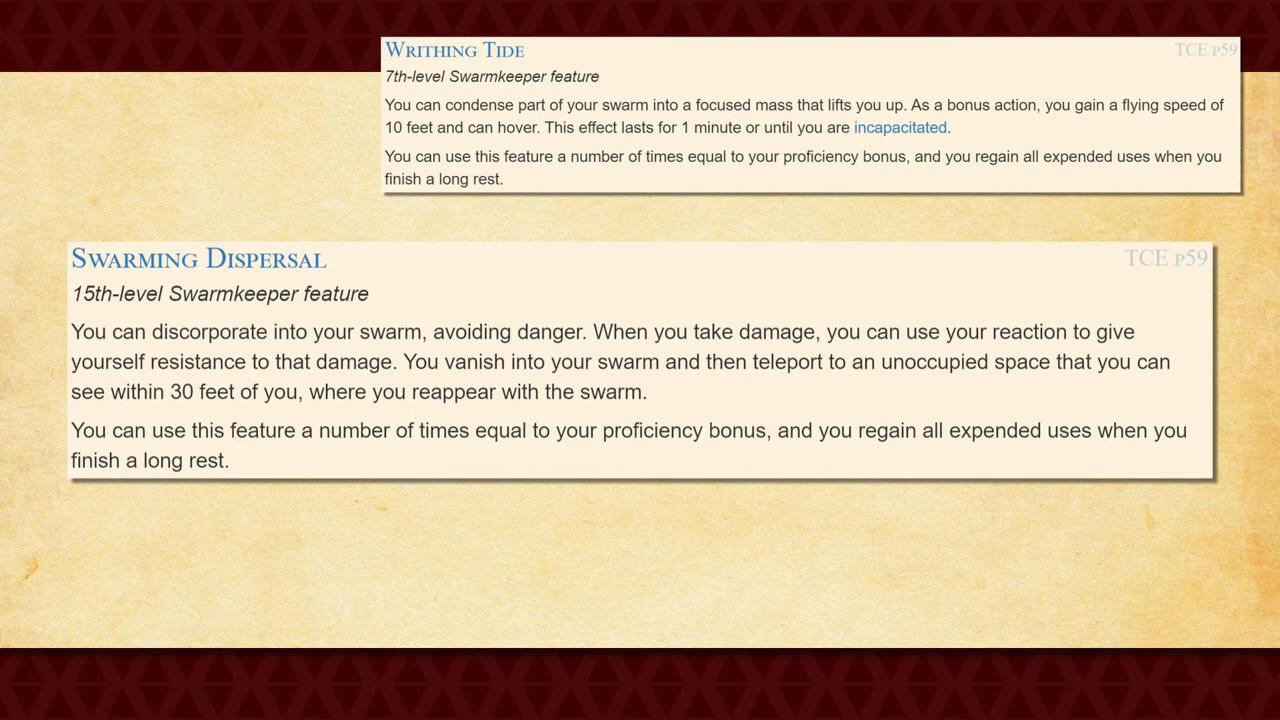 Writhing Tide TCE p59
7th-level Swarmkeeper feature
You can condense part of your swarm into a focused mass that lifts you up. As a bonus action, you gain a flying speed of
10 feet and can hover. This effect lasts for 1 minute or until you are incapacitated.
You can use this feature a number of times equal to your proficiency bonus, and you regain all expended uses when you
finish a long rest.
Swarming Dispersal TCE p59
15th-level Swarmkeeper feature
You can discorporate into your swarm, avoiding danger. When you take damage, you can use your reaction to give
yourself resistance to that damage. You vanish into your swarm and then teleport to an unoccupied space that you can
see within 30 feet of you, where you reappear with the swarm.
You can use this feature a number of times equal to your proficiency bonus, and you regain all expended uses when you
finish a long rest.